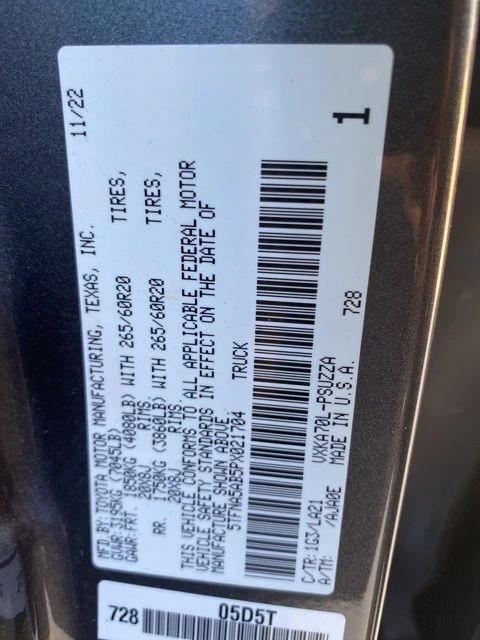 MFD.BY:TOYOTA MOTOR MANUFACTURING, TEXAS, INC. 11/22
GVWR: 3195KG (7045LB)
GAWR:FRT. 1850KG (4080LB) WITH 265/60R20 TIRES,
20X8J RIMS,
RR. 1750KG (3860LB) WITH 265/60R20 TIRES,
20X8J RIMS
THIS VEHICLE CONFORMS TO ALL APPLICABLE FEDERAL MOTOR
VEHICLE SAFETY STANDARDS IN EFFECT ON THE DATE OF
MANUFACTURE SHOWN ABOVE.
5TFNA5AB5PX021704 TRUCK
C/TR: 1G3/LA21 VXKA70L-PSUZZA 728
A/TM: /AJA0E MADE IN U.S.A. 1
728 05D5T